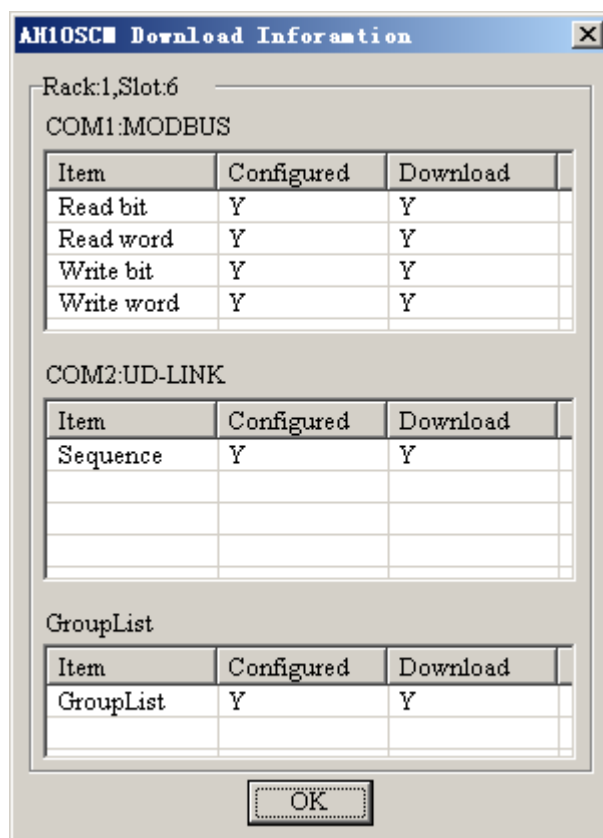 AH10SCM Download Inforamtion
Rack:1,Slot:6
COM1:MODBUS
Item Configured Download
Read bit Y Y
Read word Y Y
Write bit Y Y
Write word Y Y
COM2:UD-LINK
Item Configured Download
Sequence Y Y
GroupList
Item Configured Download
GroupList Y Y
OK